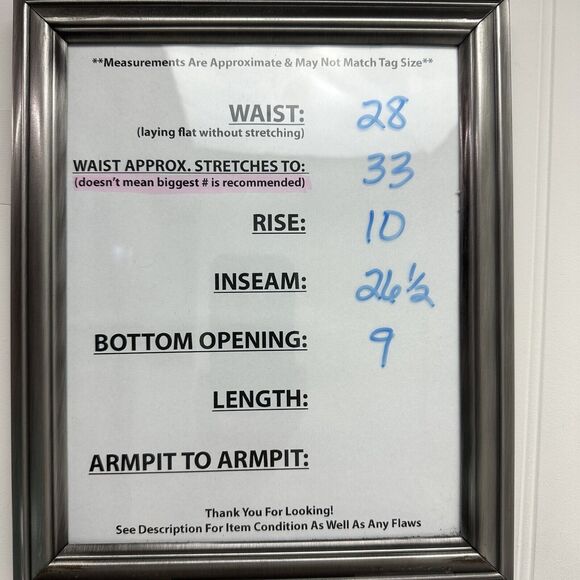 **Measurements Are Approximate & May Not Match Tag Size**
WAIST: 28
(laying flat without stretching)
WAIST APPROX. STRETCHES TO: 33
(doesn't mean biggest # is recommended)
RISE: 10
INSEAM: 26 1/2
BOTTOM OPENING: 9
LENGTH:
ARMPIT TO ARMPIT:
Thank You For Looking!
See Description For Item Condition As Well As Any Flaws